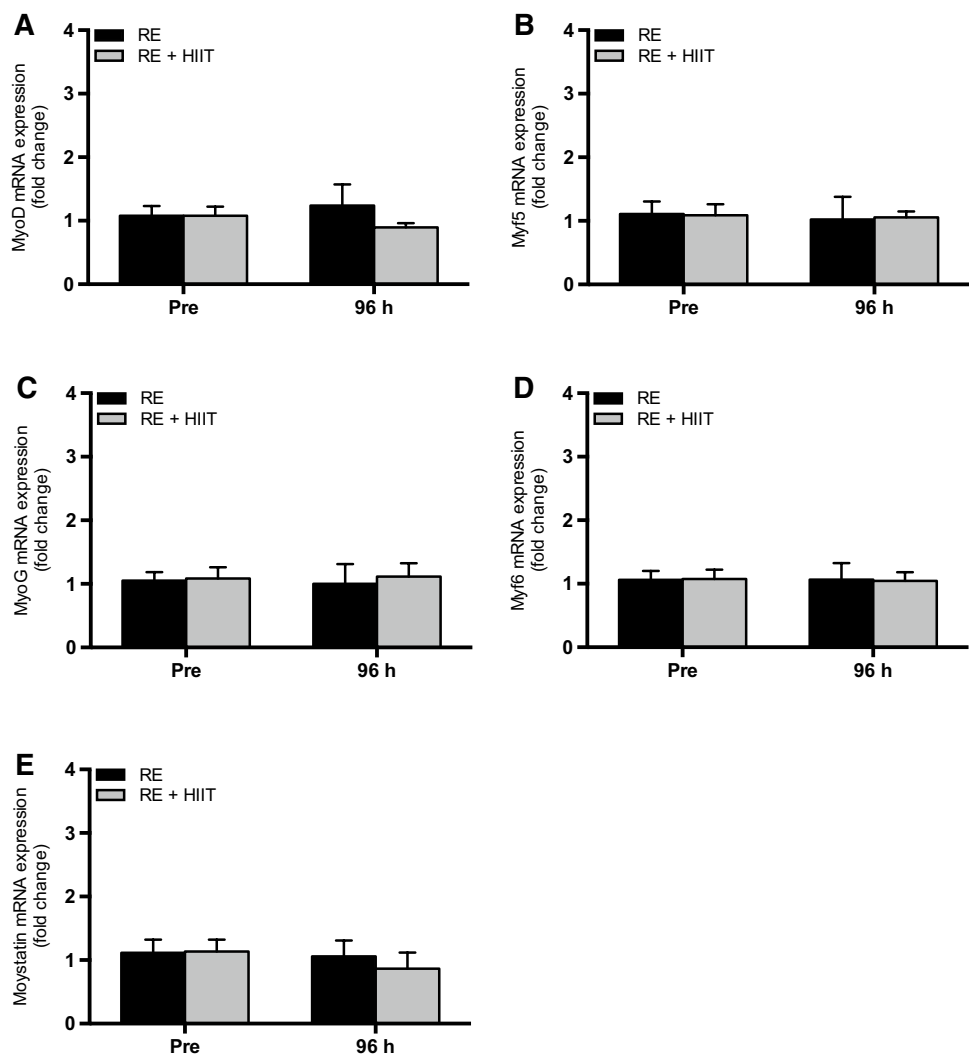 A
RE
RE + HIIT
MyoD mRNA expression
(fold change)
4
3
2
1
0
Pre
96 h
B
RE
RE + HIIT
Myf5 mRNA expression
(fold change)
4
3
2
1
0
Pre
96 h
C
RE
RE + HIIT
MyoG mRNA expression
(fold change)
4
3
2
1
0
Pre
96 h
D
RE
RE + HIIT
Myf6 mRNA expression
(fold change)
4
3
2
1
0
Pre
96 h
E
RE
RE + HIIT
Moystatin mRNA expression
(fold change)
4
3
2
1
0
Pre
96 h